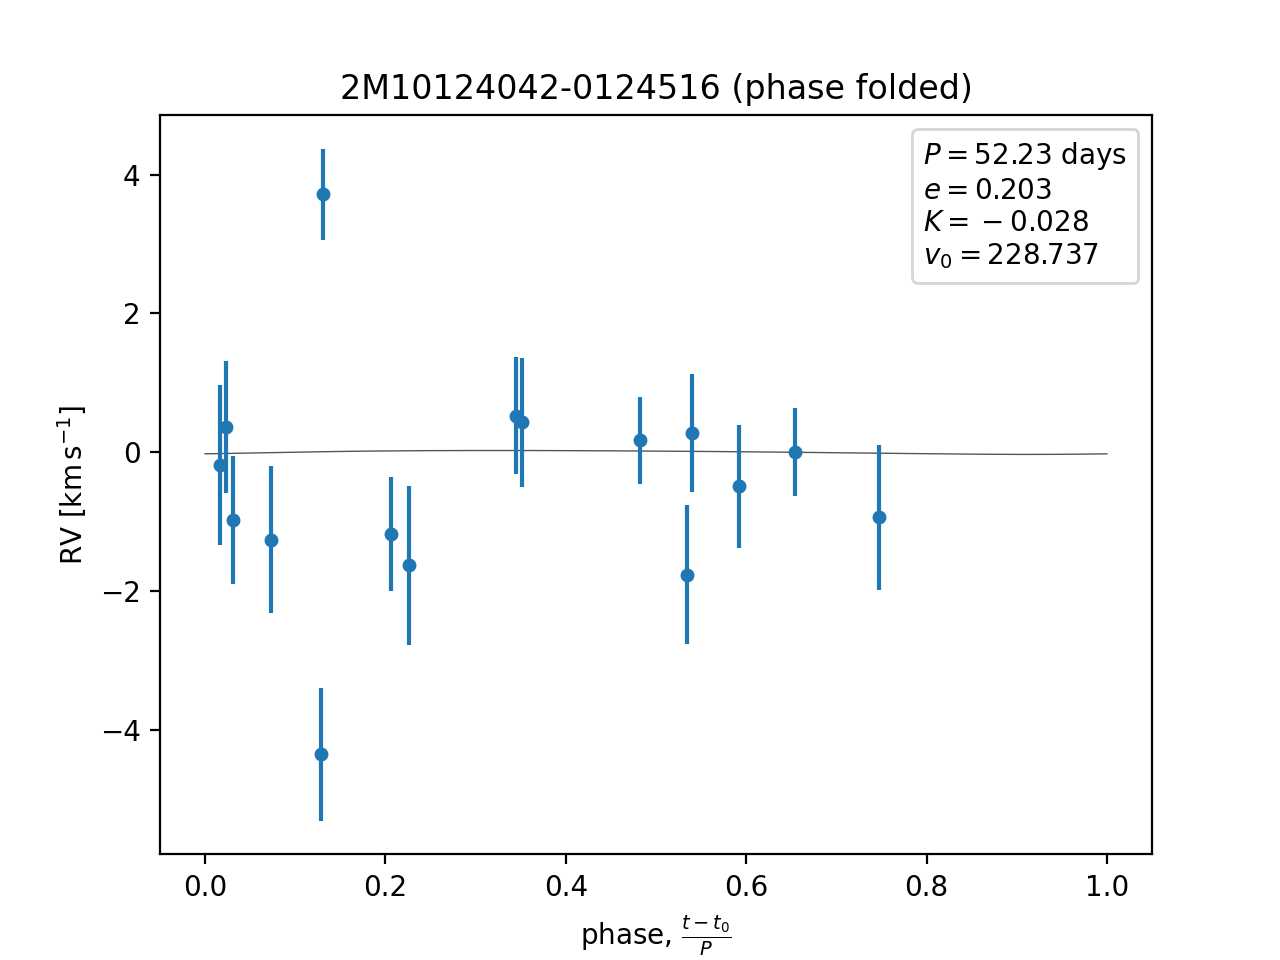 2M10124042-0124516 (phase folded)
P = 52.23 days
e = 0.203
K = −0.028
v₀ = 228.737
4
2
0
−2
−4
RV [km s⁻¹]
0.0 0.2 0.4 0.6 0.8 1.0
phase, (t − t₀)/P